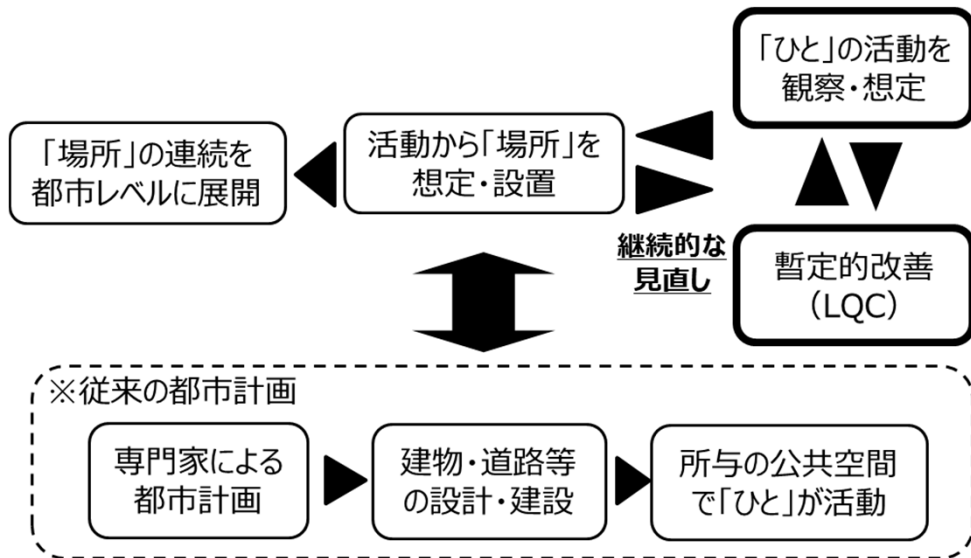 「ひと」の活動を
観察・想定
活動から「場所」を
想定・設置
「場所」の連続を
都市レベルに展開
継続的な
見直し
暫定的改善
（LQC）
※従来の都市計画
専門家による
都市計画
建物・道路等
の設計・建設
所与の公共空間
で「ひと」が活動